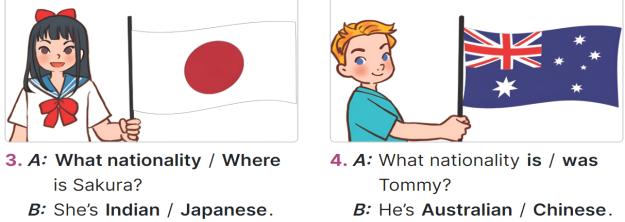 3. A: What nationality / Where
is Sakura?
B: She's Indian / Japanese.
4. A: What nationality is / was
Tommy?
B: He's Australian / Chinese.